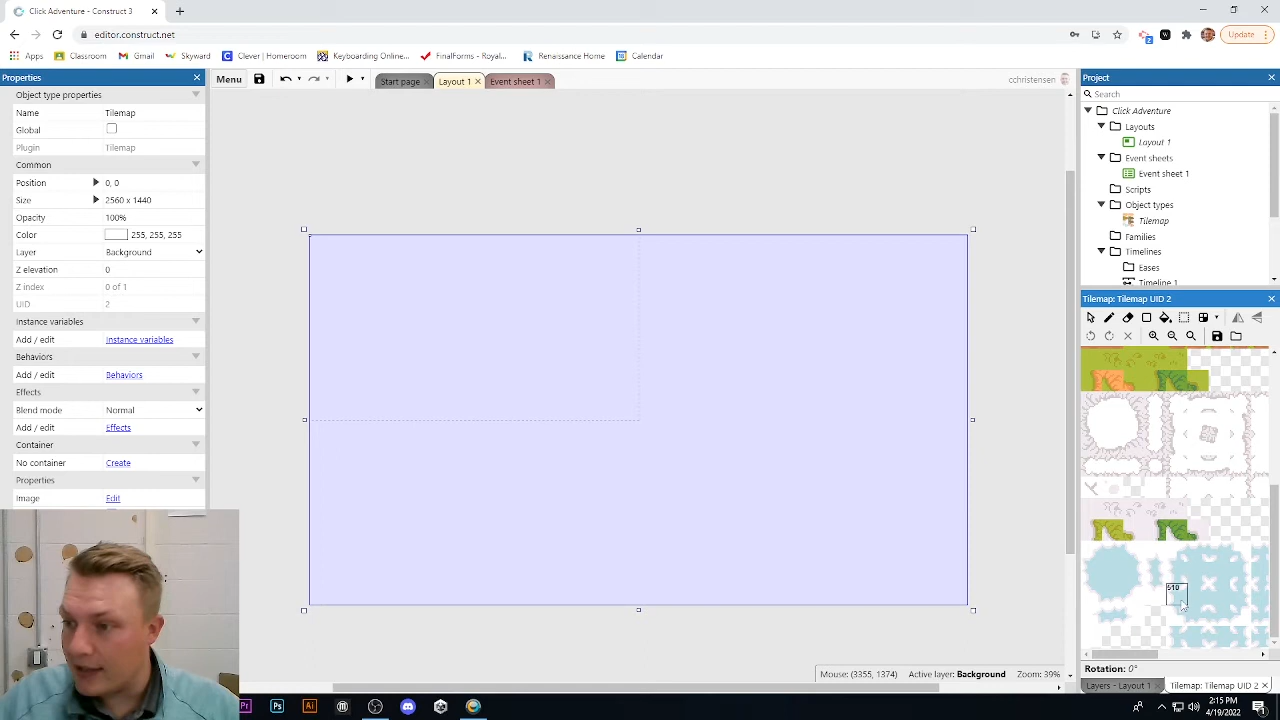 Click Adventure - Construct 3
editor.construct.net
Update
Apps
Classroom
Gmail
Skyward
Clever | Homeroom
Keyboarding Online...
FinalForms - Royal...
Renaissance Home
Calendar
Properties
Menu
Start page
Layout 1
Event sheet 1
cchristensen
Project
Object type properties
Name Tilemap
Global
Plugin Tilemap
Common
Position 0, 0
Size 2560 x 1440
Opacity 100%
Color 255, 255, 255
Layer Background
Z elevation 0
Z index 0 of 1
UID 2
Instance variables
Add / edit Instance variables
Behaviors
Add / edit Behaviors
Effects
Blend mode Normal
Add / edit Effects
Container
No container Create
Properties
Image Edit
Search
Click Adventure
Layouts
Layout 1
Event sheets
Event sheet 1
Scripts
Object types
Tilemap
Families
Timelines
Eases
Timeline 1
Tilemap: Tilemap UID 2
510
Rotation: 0°
Mouse: (3355, 1374) Active layer: Background Zoom: 39%
Layers - Layout 1
Tilemap: Tilemap UID 2
2:15 PM
4/19/2022